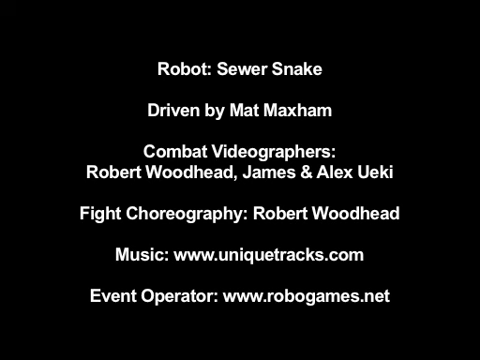 Robot: Sewer Snake
Driven by Mat Maxham
Combat Videographers:
Robert Woodhead, James & Alex Ueki
Fight Choreography: Robert Woodhead
Music: www.uniquetracks.com
Event Operator: www.robogames.net